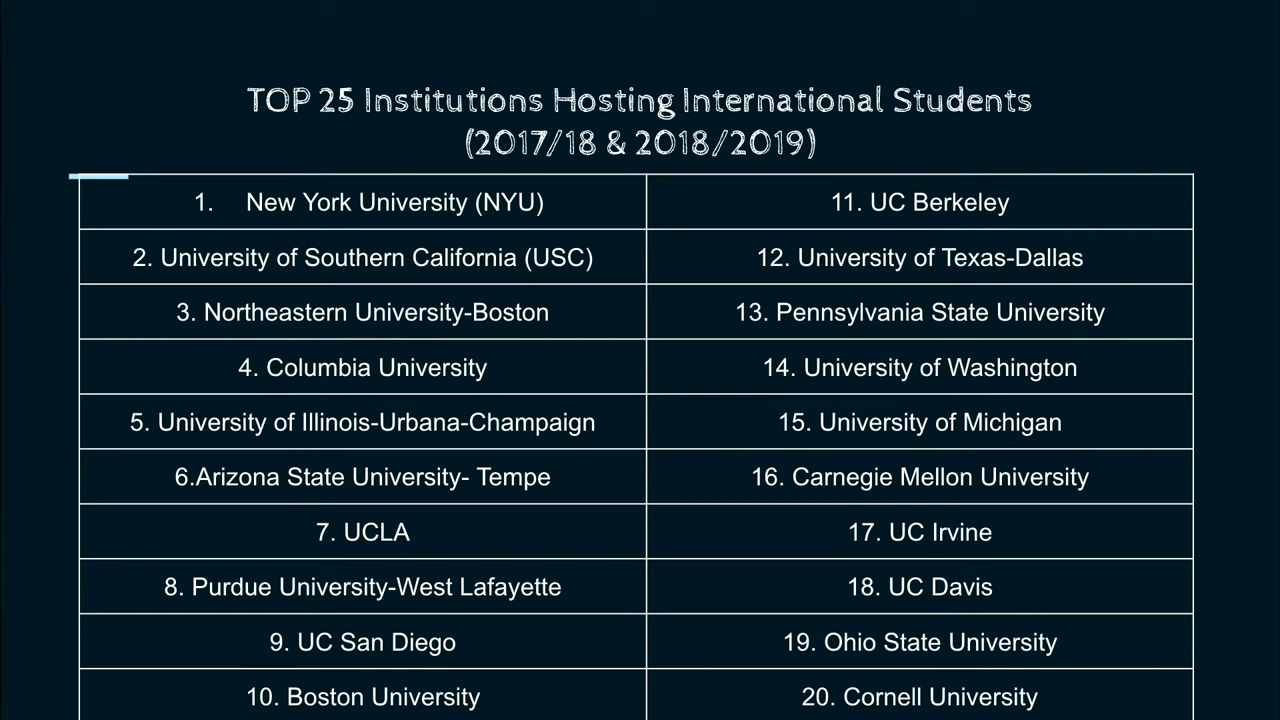 TOP 25 Institutions Hosting International Students
(2017/18 & 2018/2019)
1. New York University (NYU)
11. UC Berkeley
2. University of Southern California (USC)
12. University of Texas-Dallas
3. Northeastern University-Boston
13. Pennsylvania State University
4. Columbia University
14. University of Washington
5. University of Illinois-Urbana-Champaign
15. University of Michigan
6.Arizona State University- Tempe
16. Carnegie Mellon University
7. UCLA
17. UC Irvine
8. Purdue University-West Lafayette
18. UC Davis
9. UC San Diego
19. Ohio State University
10. Boston University
20. Cornell University